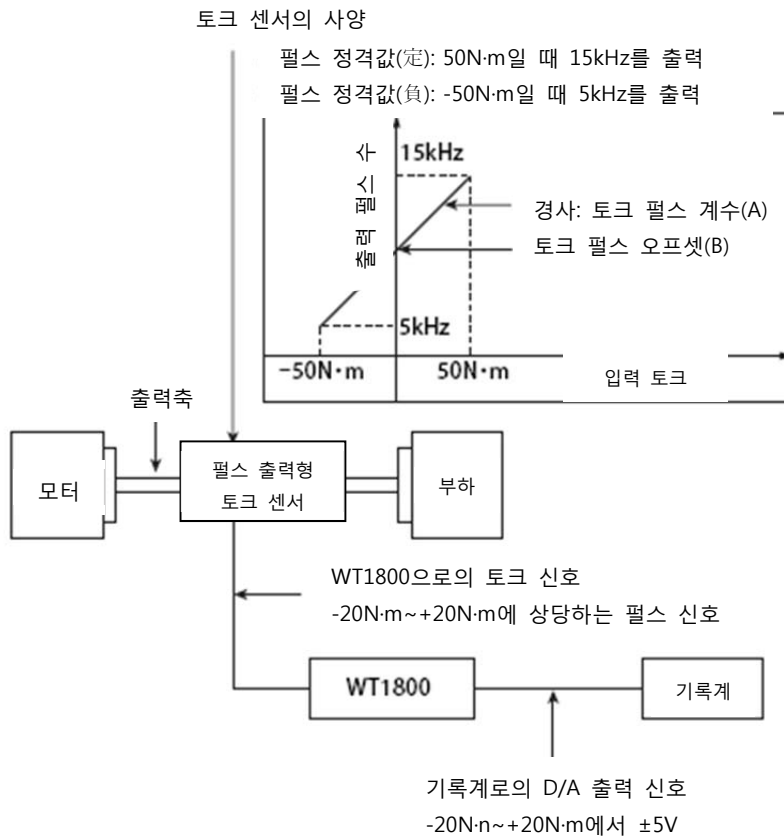 토크 센서의 사양
펄스 정격값(定): 50N·m일 때 15kHz를 출력
펄스 정격값(負): -50N·m일 때 5kHz를 출력
출력 펄스 수
15kHz
경사: 토크 펄스 계수(A)
토크 펄스 오프셋(B)
5kHz
-50N·m
50N·m
입력 토크
출력축
모터
펄스 출력형
토크 센서
부하
WT1800으로의 토크 신호
-20N·m~+20N·m에 상당하는 펄스 신호
WT1800
기록계
기록계로의 D/A 출력 신호
-20N·n~+20N·m에서 ±5V